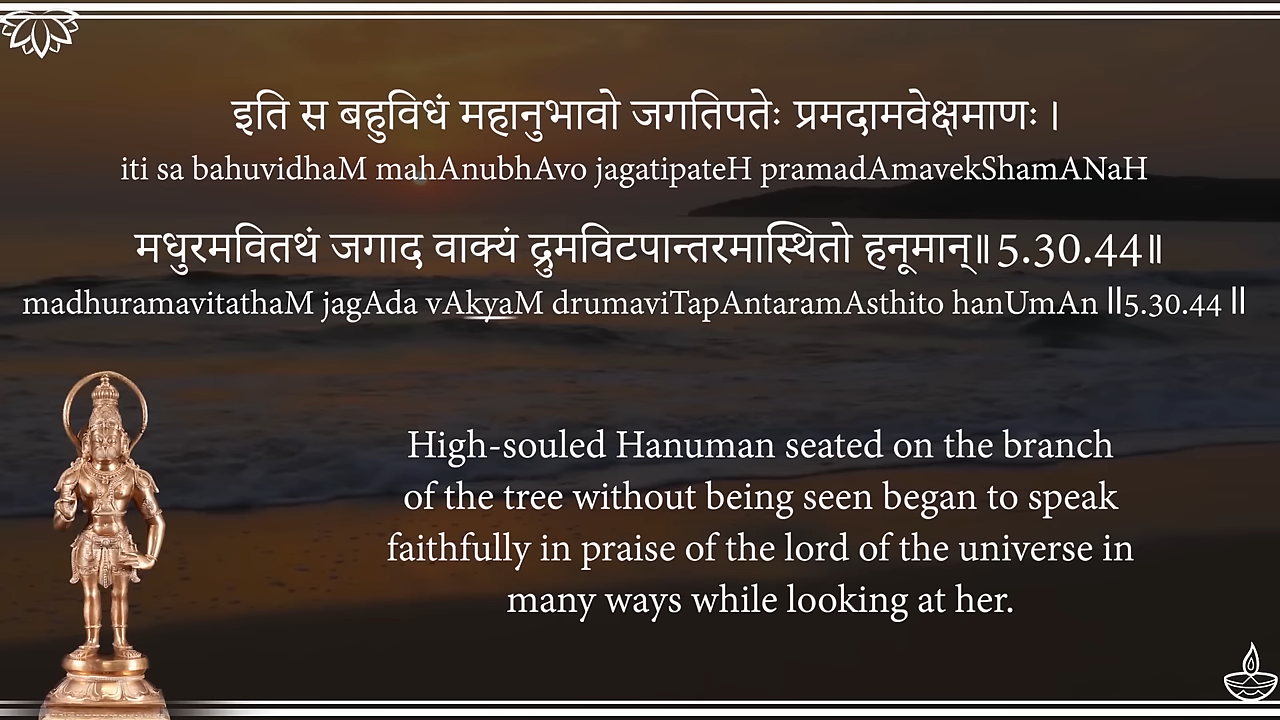 इति स बहुविधं महानुभावो जगतिपतेः प्रमदामवेक्षमाणः ।
iti sa bahuvidhaM mahAnubhAvo jagatipateH pramadAmavekShamANaH
मधुरमवितथं जगाद वाक्यं द्रुमविटपान्तरमास्थितो हनूमान्॥ 5.30.44॥
madhuramavitathaM jagAda vAkyaM drumaviTapAntaramAsthito hanUmAn ॥5.30.44 ॥
High-souled Hanuman seated on the branch
of the tree without being seen began to speak
faithfully in praise of the lord of the universe in
many ways while looking at her.